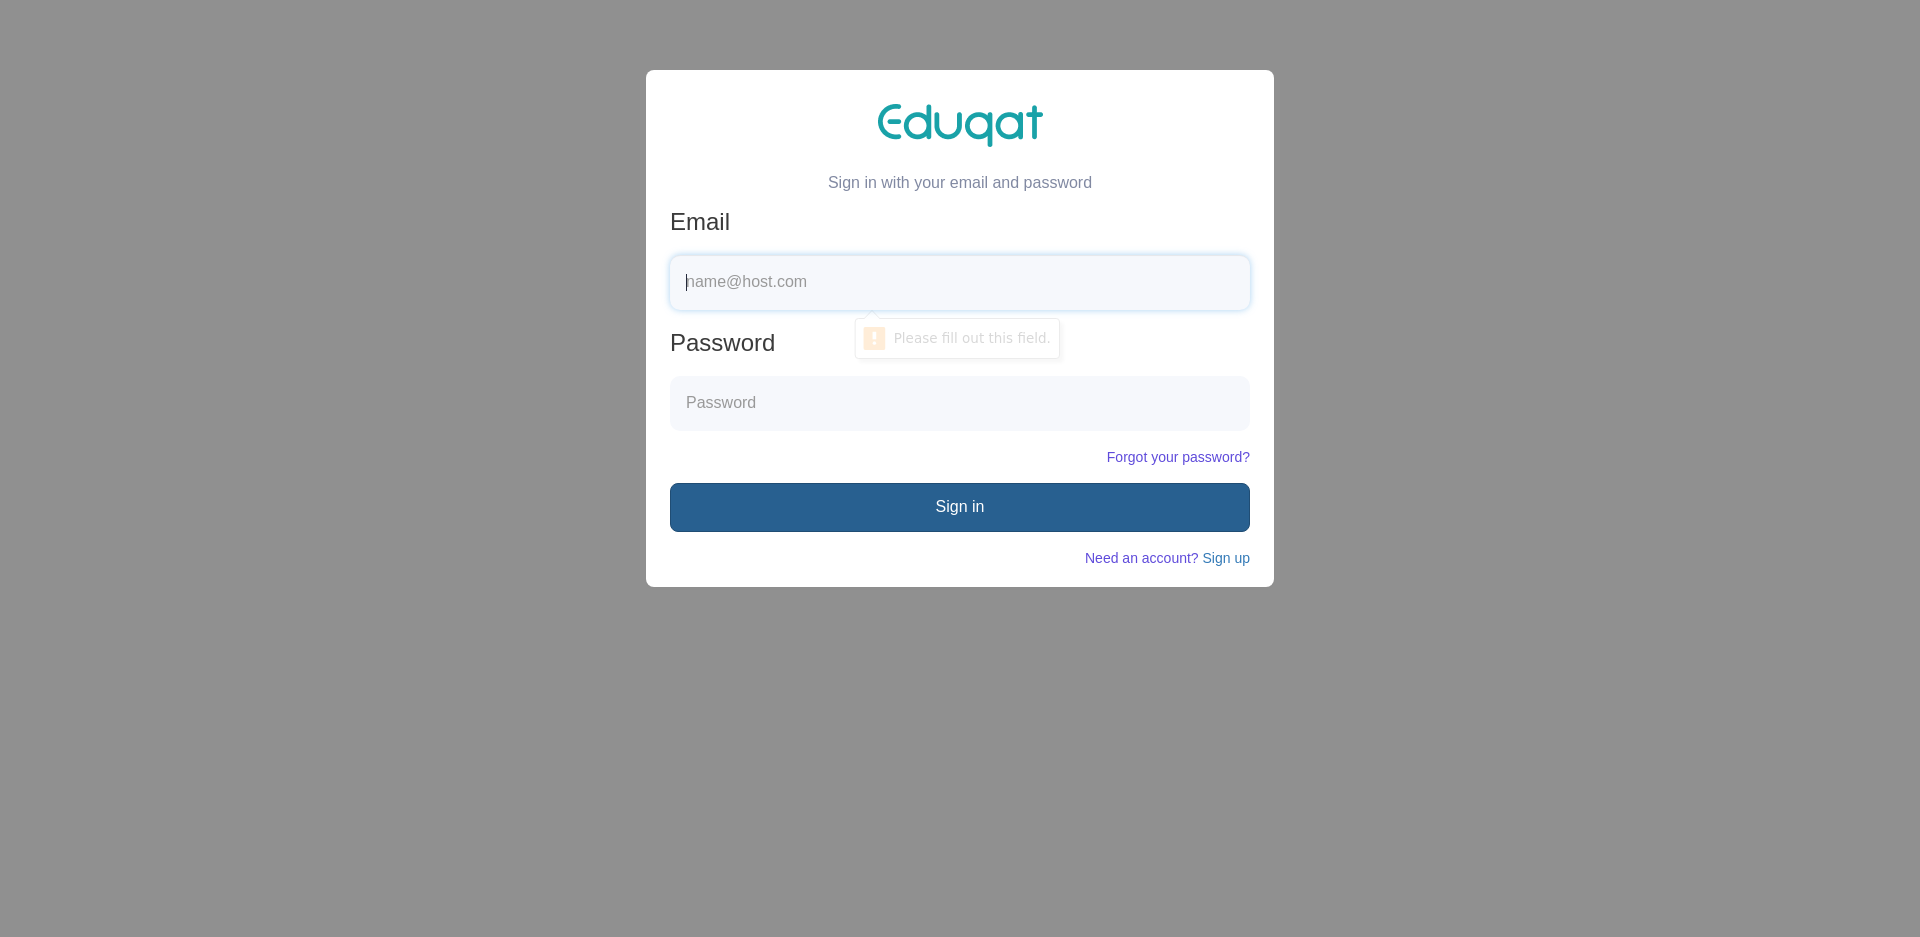 Eduqat
Sign in with your email and password
Email
name@host.com
Please fill out this field.
Password
Password
Forgot your password?
Sign in
Need an account? Sign up